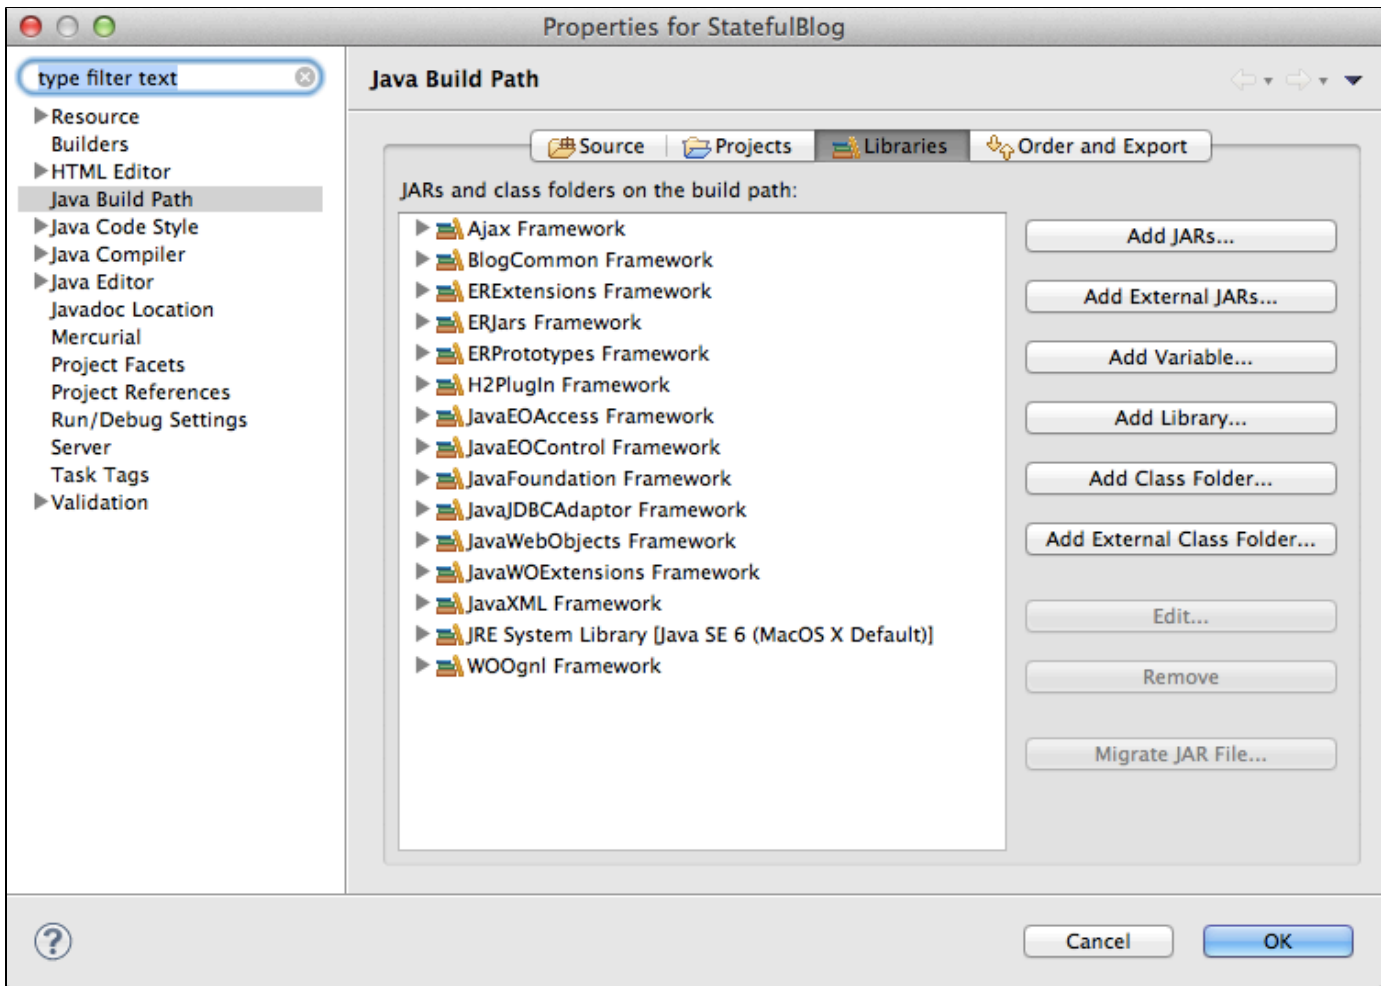 Properties for StatefulBlog
type filter text
Resource
Builders
HTML Editor
Java Build Path
Java Code Style
Java Compiler
Java Editor
Javadoc Location
Mercurial
Project Facets
Project References
Run/Debug Settings
Server
Task Tags
Validation
Java Build Path
Source Projects Libraries Order and Export
JARs and class folders on the build path:
Ajax Framework
BlogCommon Framework
ERExtensions Framework
ERJars Framework
ERPrototypes Framework
H2PlugIn Framework
JavaEOAccess Framework
JavaEOControl Framework
JavaFoundation Framework
JavaJDBCAdaptor Framework
JavaWebObjects Framework
JavaWOExtensions Framework
JavaXML Framework
JRE System Library [Java SE 6 (MacOS X Default)]
WOOgnl Framework
Add JARs...
Add External JARs...
Add Variable...
Add Library...
Add Class Folder...
Add External Class Folder...
Edit...
Remove
Migrate JAR File...
?
Cancel OK